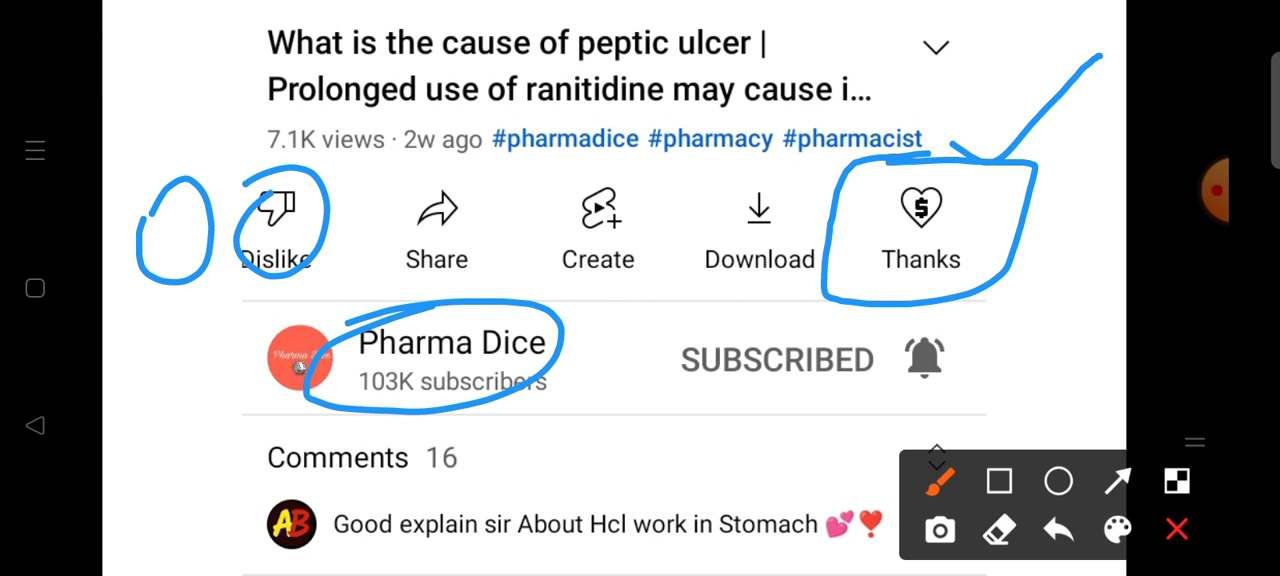 What is the cause of peptic ulcer |
Prolonged use of ranitidine may cause i...
7.1K views · 2w ago #pharmadice #pharmacy #pharmacist
Dislike Share Create Download Thanks
Pharma Dice
103K subscribers
SUBSCRIBED
Comments 16
AB Good explain sir About Hcl work in Stomach 💕❣️